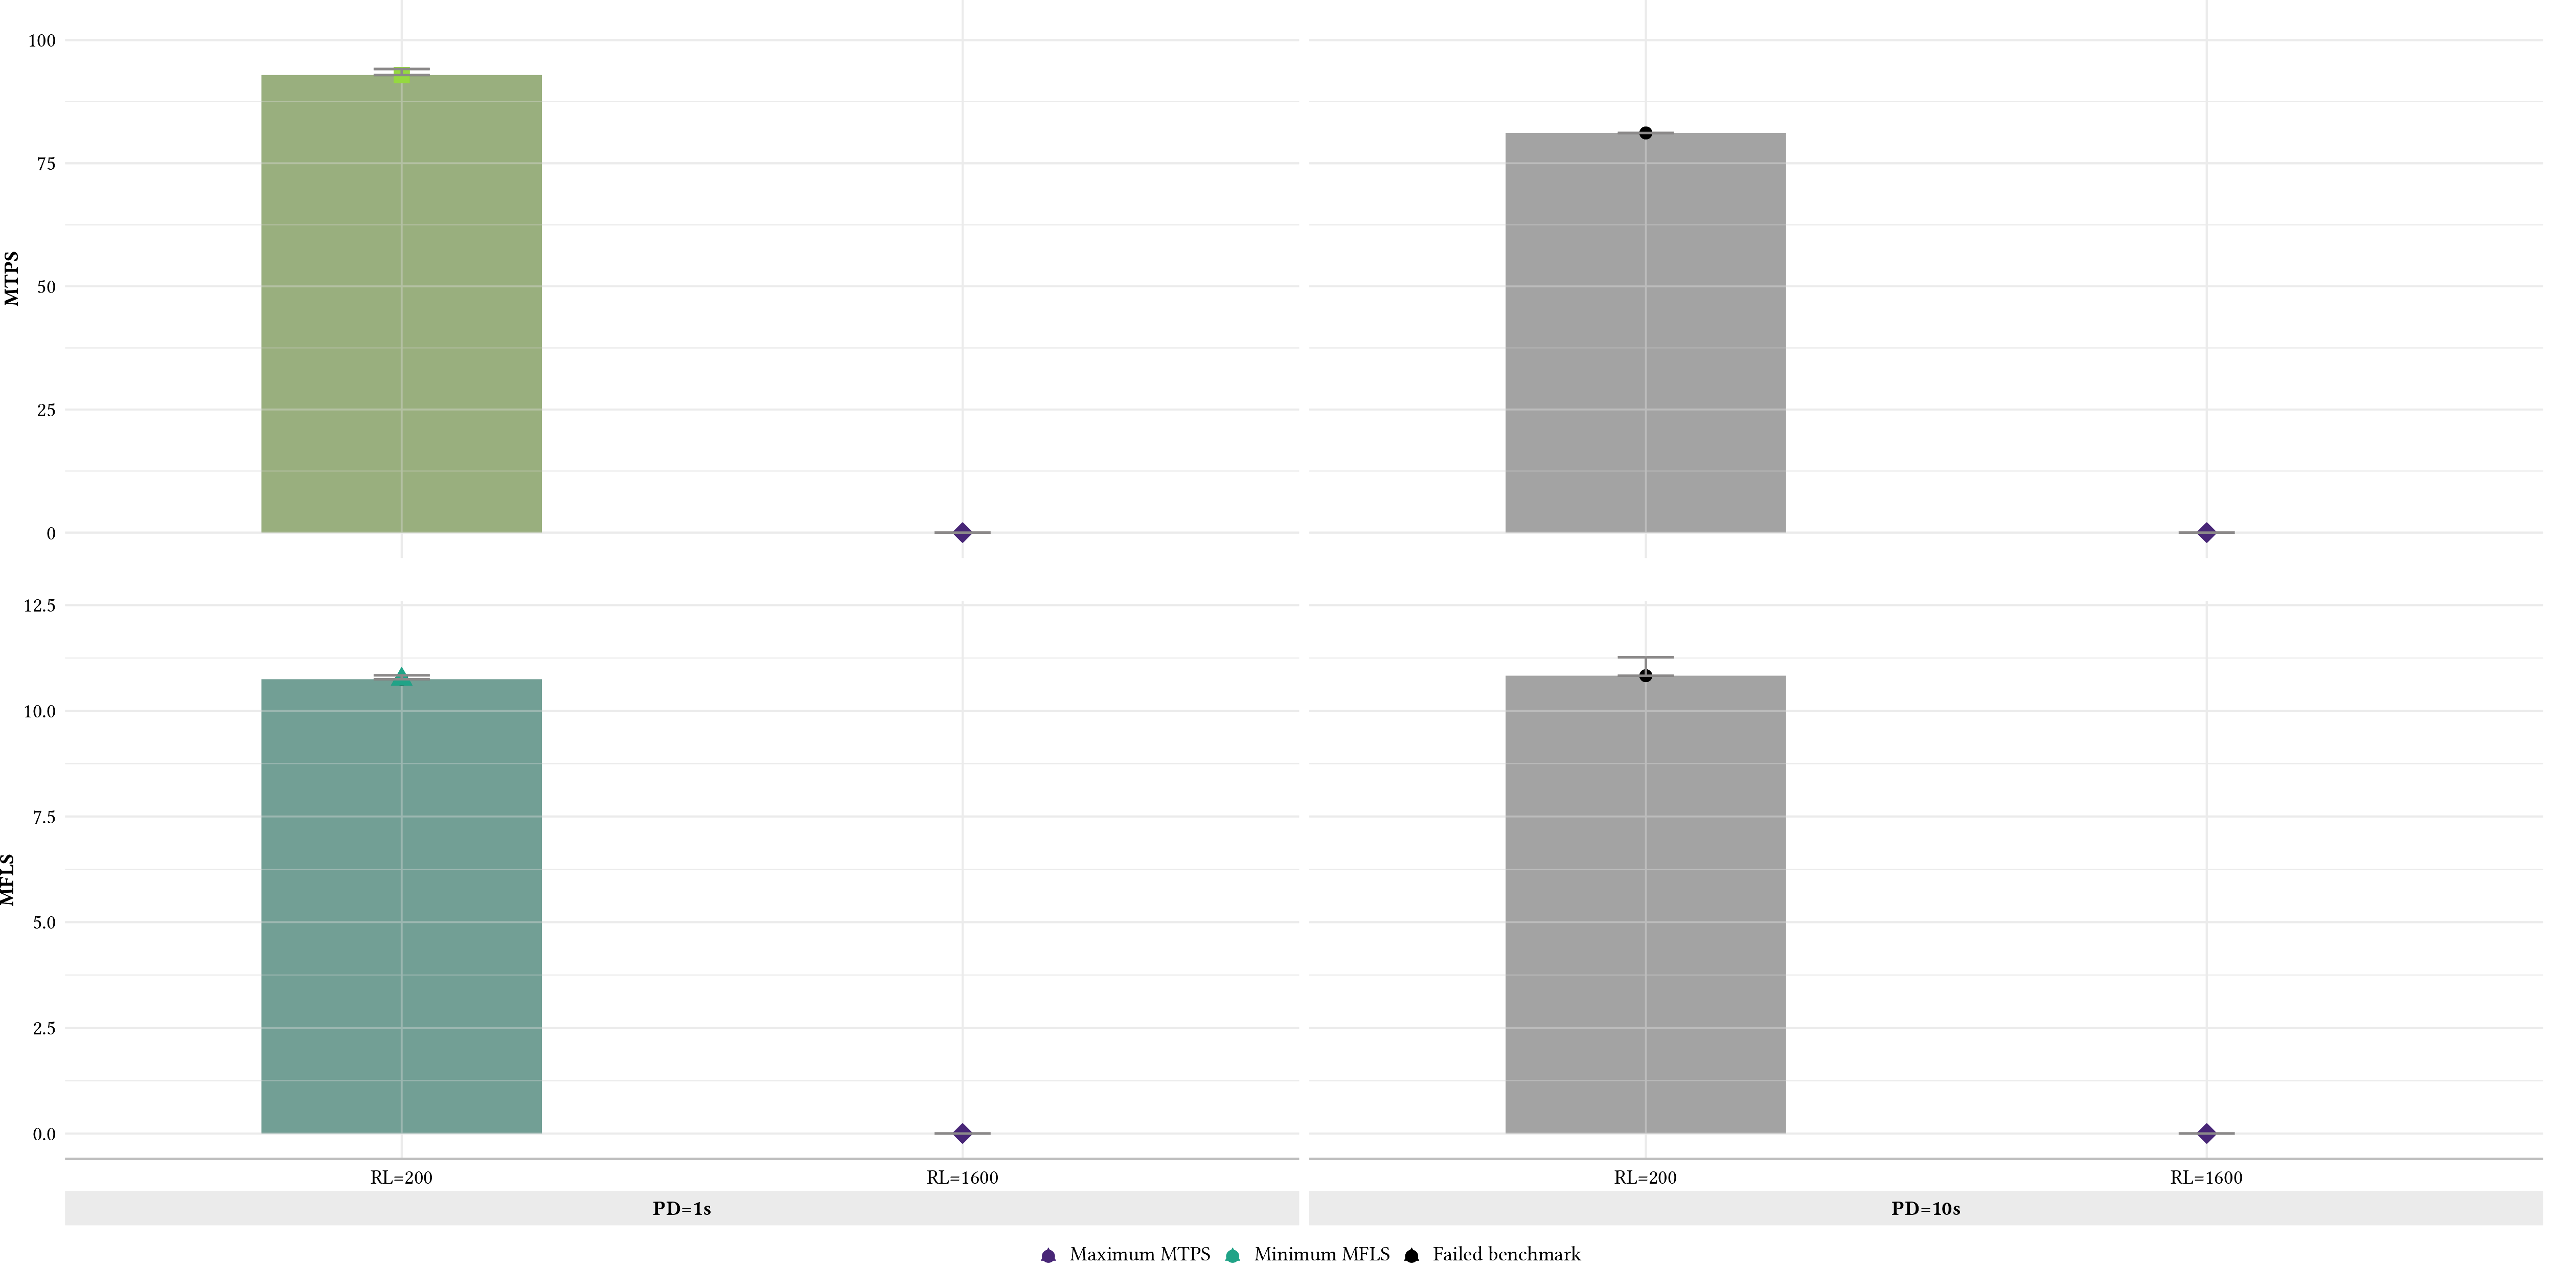 100
75
MTPS
50
25
0
12.5
10.0
7.5
MFLS
5.0
2.5
0.0
RL=200 RL=1600 RL=200 RL=1600
PD=1s PD=10s
Maximum MTPS Minimum MFLS Failed benchmark